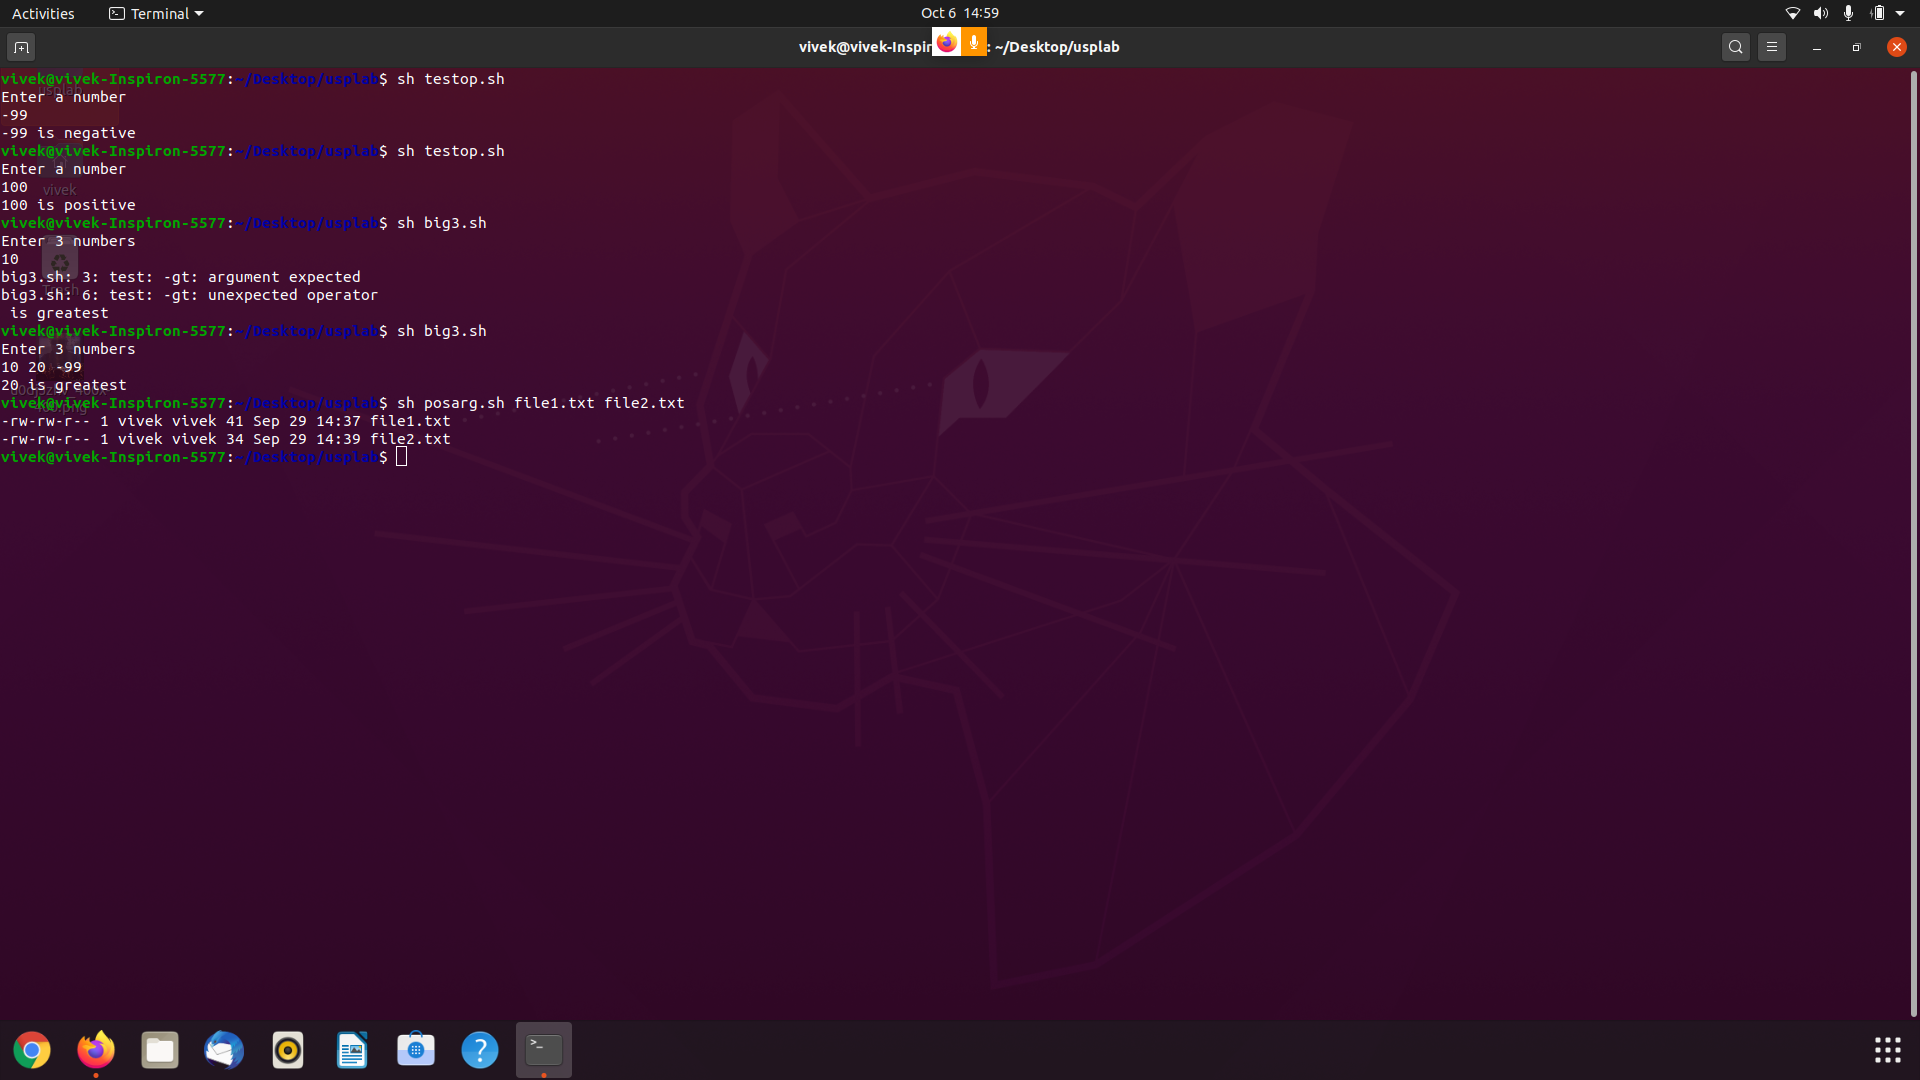 Activities Terminal Oct 6 14:59
vivek@vivek-Inspir : ~/Desktop/usplab
vivek@vivek-Inspiron-5577:~/Desktop/usplab$ sh testop.sh
usplab
Enter a number
-99
-99 is negative
vivek@vivek-Inspiron-5577:~/Desktop/usplab$ sh testop.sh
Enter a number
100
vivek
100 is positive
vivek@vivek-Inspiron-5577:~/Desktop/usplab$ sh big3.sh
Enter 3 numbers
10
big3.sh: 3: test: -gt: argument expected
Trash
big3.sh: 6: test: -gt: unexpected operator
is greatest
vivek@vivek-Inspiron-5577:~/Desktop/usplab$ sh big3.sh
Enter 3 numbers
10 20 -99
20 is greatest
vivek@vivek-Inspiron-5577:~/Desktop/usplab$ sh posarg.sh file1.txt file2.txt
-rw-rw-r-- 1 vivek vivek 41 Sep 29 14:37 file1.txt
-rw-rw-r-- 1 vivek vivek 34 Sep 29 14:39 file2.txt
vivek@vivek-Inspiron-5577:~/Desktop/usplab$